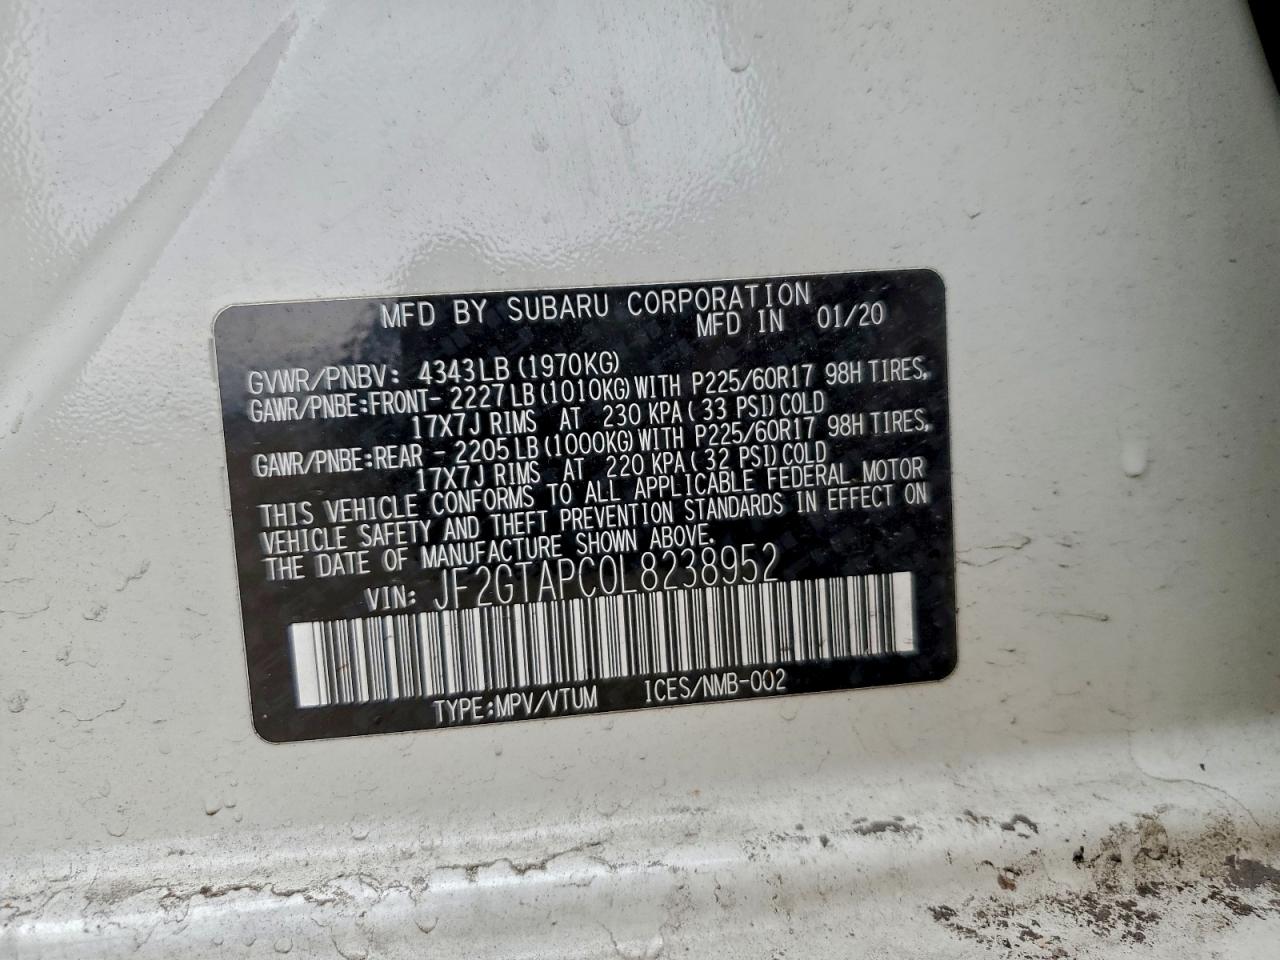 MFD BY SUBARU CORPORATION
MFD IN 01/20
GVWR/PNBV: 4343LB (1970KG)
GAWR/PNBE:FRONT- 2227LB (1010KG) WITH P225/60R17 98H TIRES,
17X7J RIMS AT 230 KPA (33 PSI) COLD
GAWR/PNBE:REAR - 2205LB (1000KG) WITH P225/60R17 98H TIRES,
17X7J RIMS AT 220 KPA (32 PSI) COLD
THIS VEHICLE CONFORMS TO ALL APPLICABLE FEDERAL MOTOR
VEHICLE SAFETY AND THEFT PREVENTION STANDARDS IN EFFECT ON
THE DATE OF MANUFACTURE SHOWN ABOVE.
VIN: JF2GTAPC0L8238952
TYPE:MPV/VTUM ICES/NMB-002